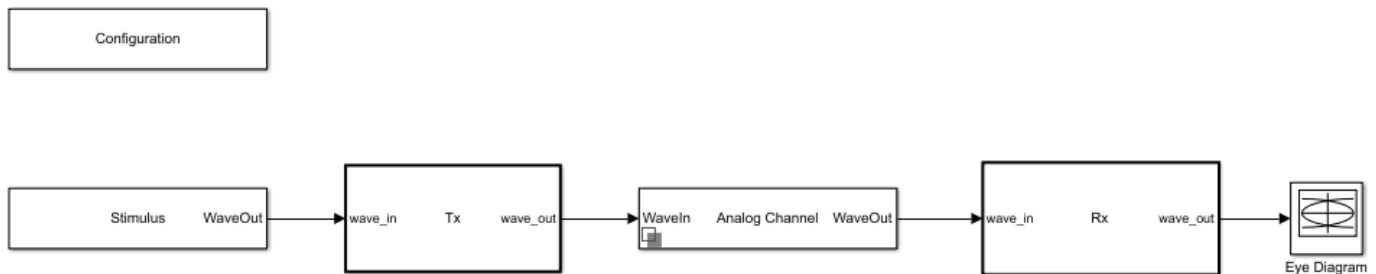 Configuration
Stimulus WaveOut wave_in Tx wave_out WaveIn Analog Channel WaveOut wave_in Rx wave_out
Eye Diagram